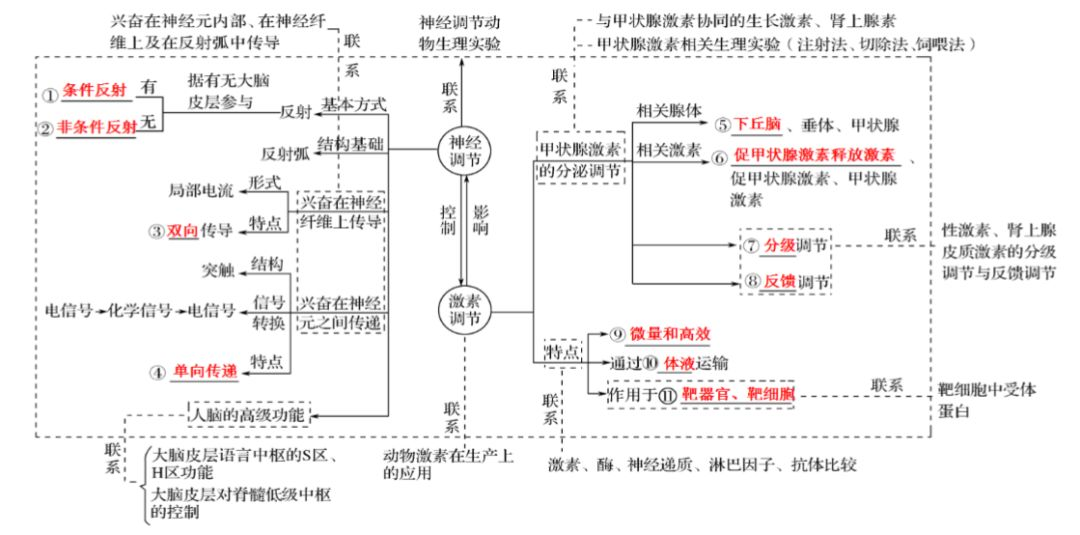 兴奋在神经元内部、在神经纤
维上及在反射弧中传导
联
系
神经调节动
物生理实验
联
系
与甲状腺激素协同的生长激素、肾上腺素
甲状腺激素相关生理实验（注射法、切除法、饲喂法）
联
系
①条件反射
有
②非条件反射
无
据有无大脑
皮层参与
反射
基本方式
反射弧
结构基础
神经
调节
局部电流
形式
③双向传导
特点
兴奋在神经
纤维上传导
突触
结构
电信号→化学信号→电信号
信号
转换
兴奋在神经
元之间传递
④ 单向传递
特点
人脑的高级功能
联
系
大脑皮层语言中枢的S区、
H区功能
大脑皮层对脊髓低级中枢
的控制
控
制
影
响
激素
调节
联
系
动物激素在生产上
的应用
甲状腺激素
的分泌调节
相关腺体
⑤下丘脑、垂体、甲状腺
相关激素
⑥ 促甲状腺激素释放激素、
促甲状腺激素、甲状腺
激素
⑦分级调节
⑧反馈调节
联系
性激素、肾上腺
皮质激素的分级
调节与反馈调节
特点
⑨ 微量和高效
通过⑩体液运输
作用于⑪靶器官、靶细胞
联系
靶细胞中受体
蛋白
联
系
激素、酶、神经递质、淋巴因子、抗体比较